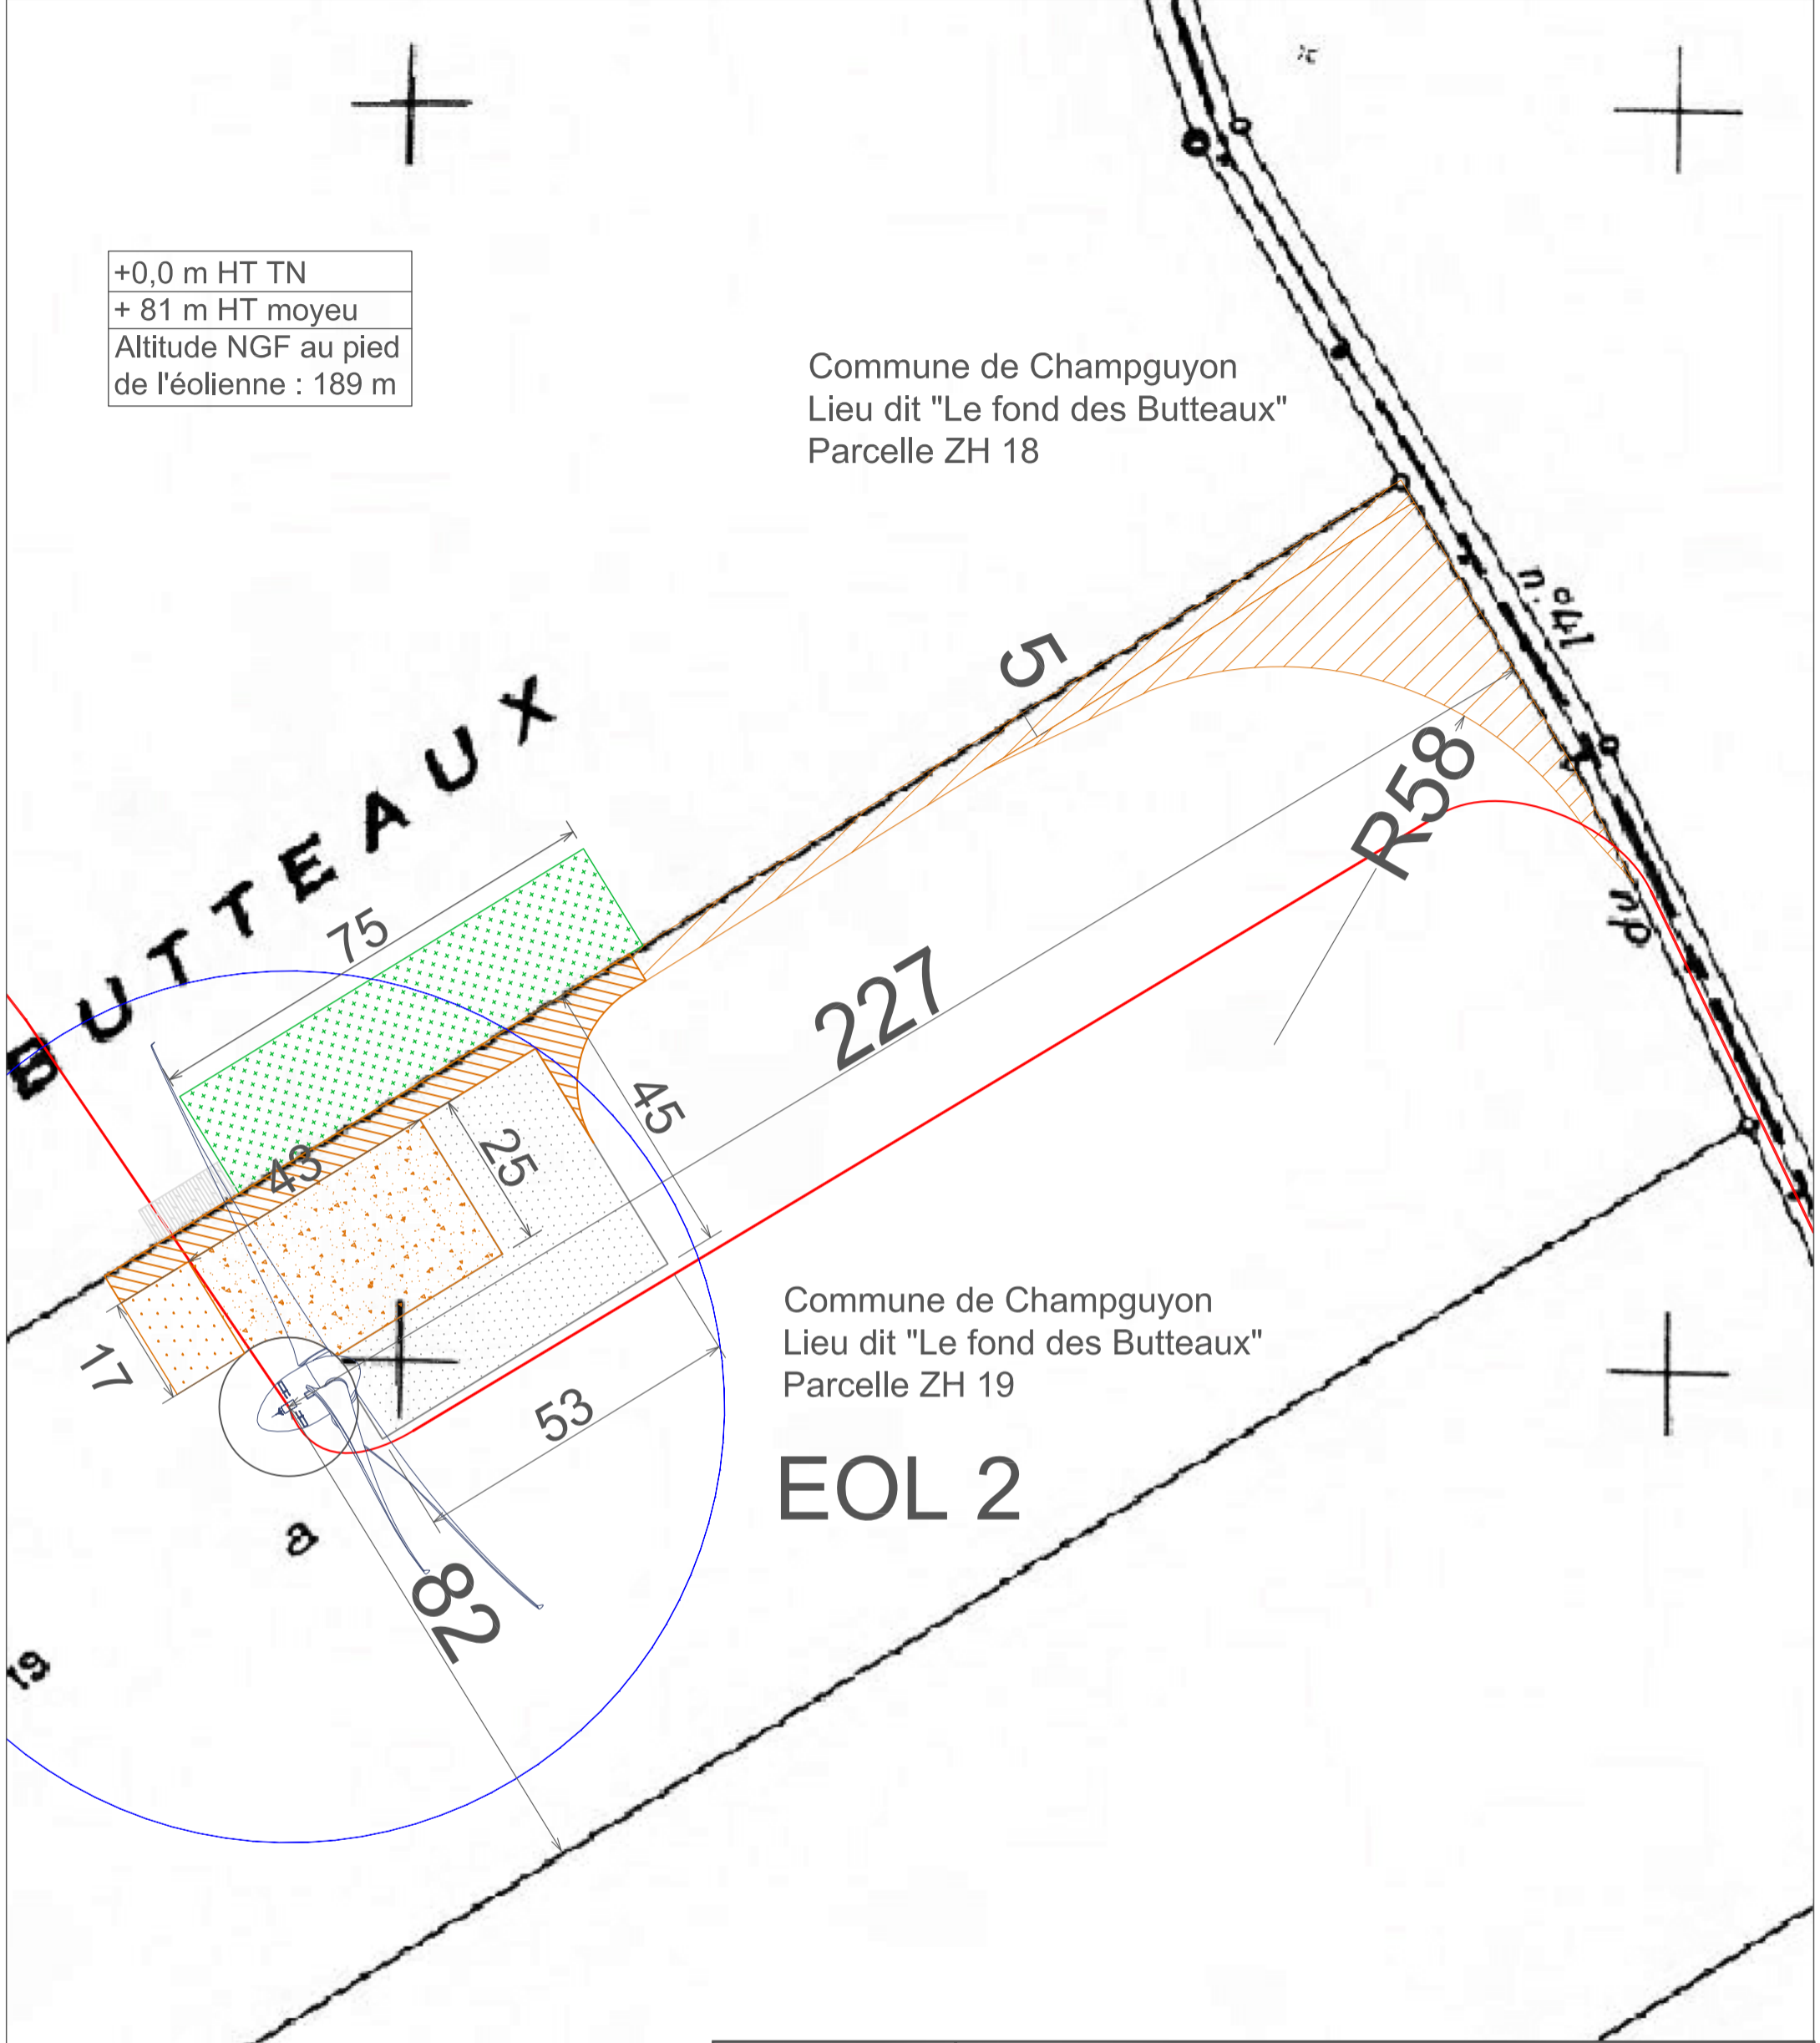 +0,0 m HT TN
+ 81 m HT moyeu
Altitude NGF au pied
de l'éolienne : 189 m
Commune de Champguyon
Lieu dit "Le fond des Butteaux"
Parcelle ZH 18
n.°41
5
BUTTEAUX
R58
du
75
227
45
43
25
17
Commune de Champguyon
Lieu dit "Le fond des Butteaux"
Parcelle ZH 19
53
EOL 2
a
82
19